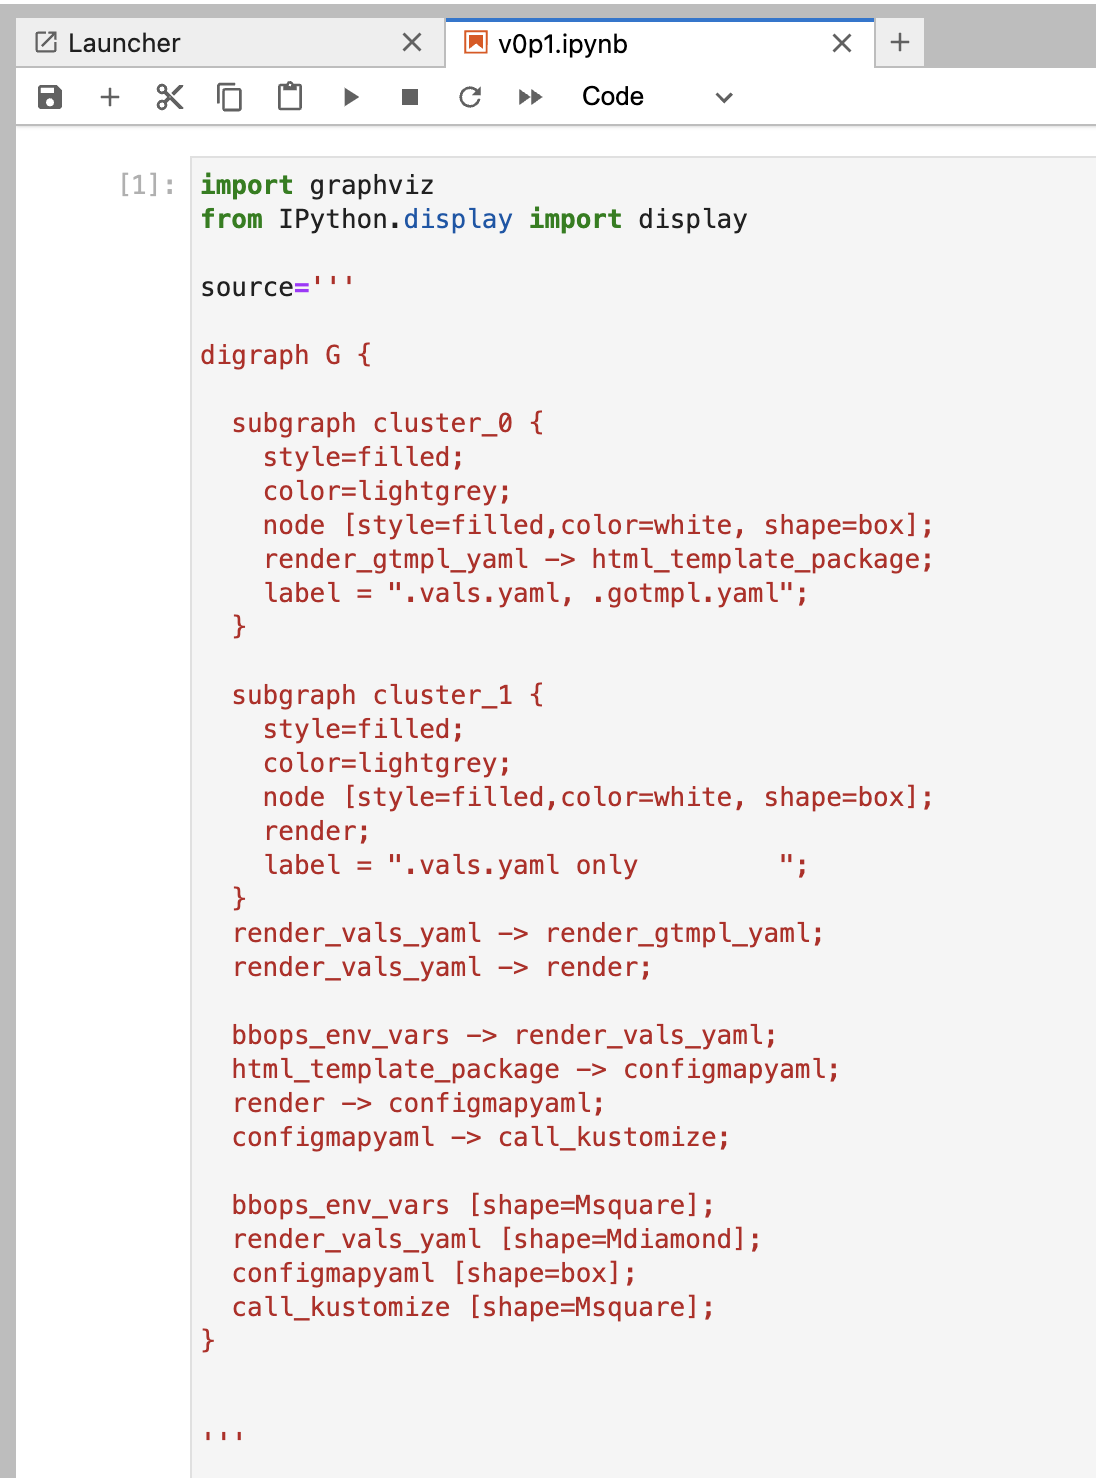 Launcher
v0p1.ipynb
Code
[1]:
import graphviz
from IPython.display import display
source='''
digraph G {
  subgraph cluster_0 {
    style=filled;
    color=lightgrey;
    node [style=filled,color=white, shape=box];
    render_gtmpl_yaml -> html_template_package;
    label = ".vals.yaml, .gotmpl.yaml";
  }
  subgraph cluster_1 {
    style=filled;
    color=lightgrey;
    node [style=filled,color=white, shape=box];
    render;
    label = ".vals.yaml only         ";
  }
  render_vals_yaml -> render_gtmpl_yaml;
  render_vals_yaml -> render;
  bbops_env_vars -> render_vals_yaml;
  html_template_package -> configmapyaml;
  render -> configmapyaml;
  configmapyaml -> call_kustomize;
  bbops_env_vars [shape=Msquare];
  render_vals_yaml [shape=Mdiamond];
  configmapyaml [shape=box];
  call_kustomize [shape=Msquare];
}
'''